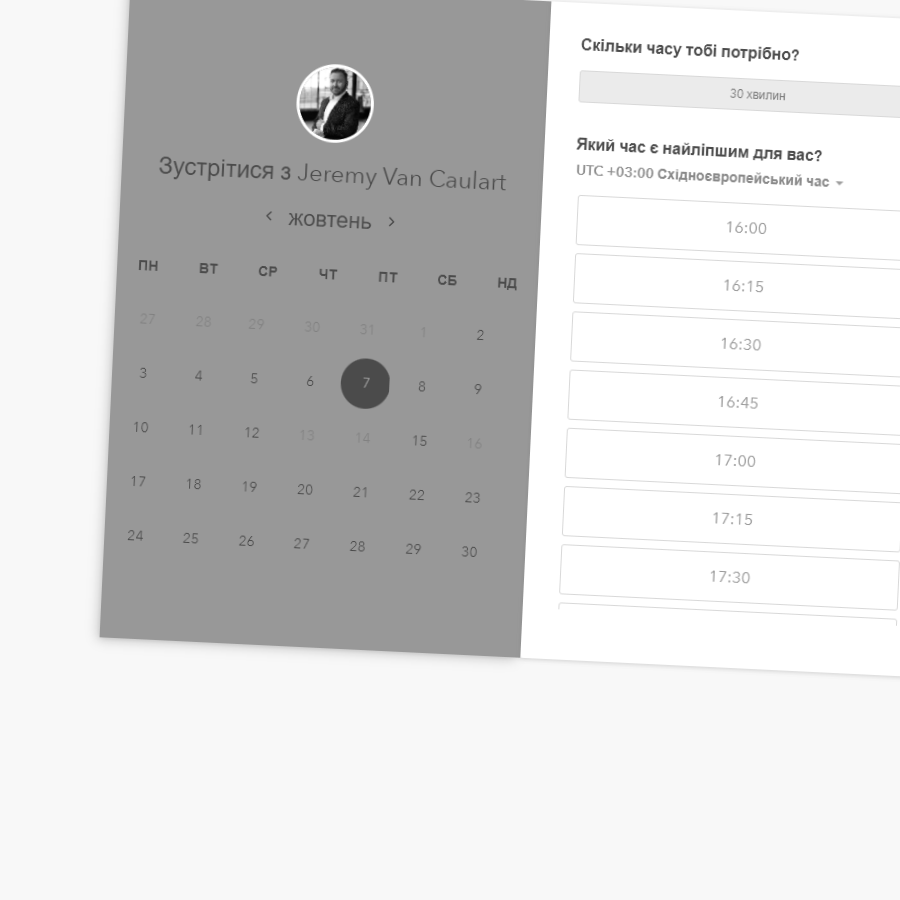 Зустрітися з Jeremy Van Caulart
‹ жовтень ›
ПН ВТ СР ЧТ ПТ СБ НД
27 28 29 30 31 1 2
3 4 5 6 7 8 9
10 11 12 13 14 15 16
17 18 19 20 21 22 23
24 25 26 27 28 29 30
Скільки часу тобі потрібно?
30 хвилин
Який час є найліпшим для вас?
UTC +03:00 Східноєвропейський час
16:00
16:15
16:30
16:45
17:00
17:15
17:30